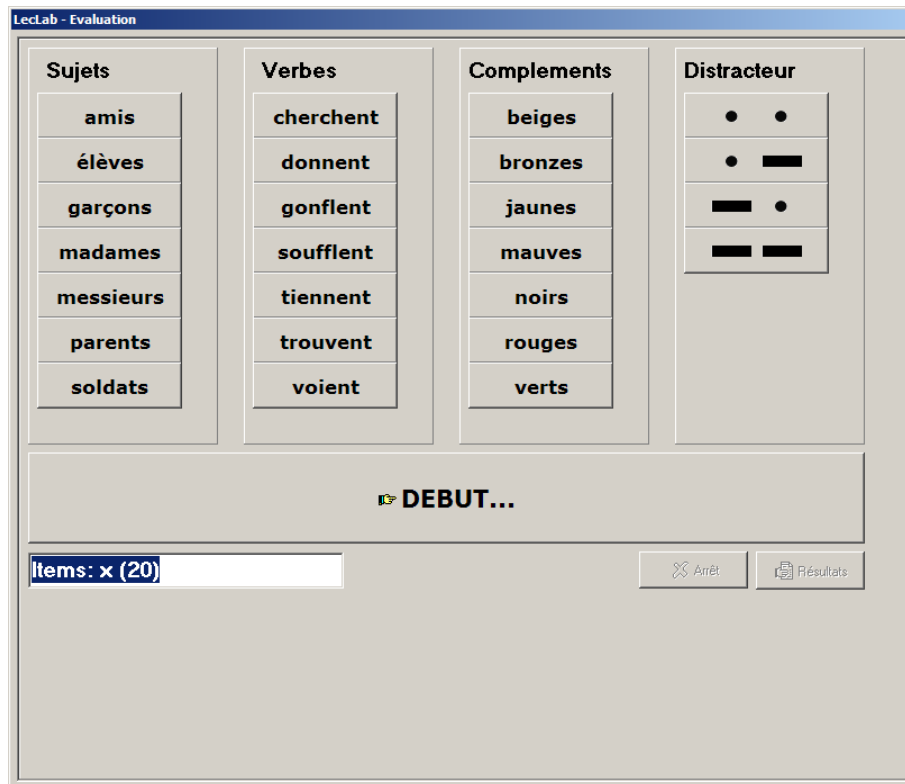 LecLab - Evaluation
Sujets
amis
élèves
garçons
madames
messieurs
parents
soldats
Verbes
cherchent
donnent
gonflent
soufflent
tiennent
trouvent
voient
Complements
beiges
bronzes
jaunes
mauves
noirs
rouges
verts
Distracteur
DEBUT...
Items: x (20)
Arrêt
Résultats